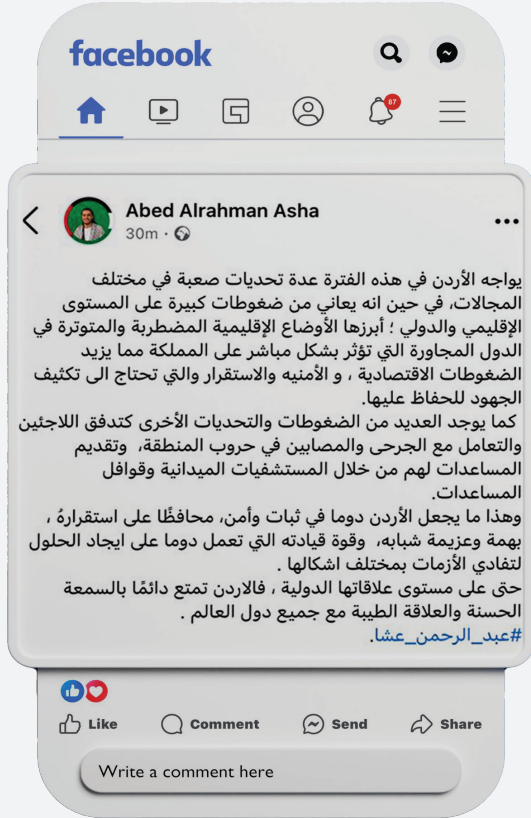 facebook
87
Abed Alrahman Asha
30m ·
يواجه الأردن في هذه الفترة عدة تحديات صعبة في مختلف
المجالات، في حين انه يعاني من ضغوطات كبيرة على المستوى
الإقليمي والدولي ؛ أبرزها الأوضاع الإقليمية المضطربة والمتوترة في
الدول المجاورة التي تؤثر بشكل مباشر على المملكة مما يزيد
الضغوطات الاقتصادية ، و الأمنيه والاستقرار والتي تحتاج الى تكثيف
الجهود للحفاظ عليها.
كما يوجد العديد من الضغوطات والتحديات الأخرى كتدفق اللاجئين
والتعامل مع الجرحى والمصابين في حروب المنطقة، وتقديم
المساعدات لهم من خلال المستشفيات الميدانية وقوافل
المساعدات.
وهذا ما يجعل الأردن دوما في ثبات وأمن، محافظًا على استقرارهُ ،
بهمة وعزيمة شبابه، وقوة قيادته التي تعمل دوما على ايجاد الحلول
لتفادي الأزمات بمختلف اشكالها .
حتى على مستوى علاقاتها الدولية ، فالاردن تمتع دائمًا بالسمعة
الحسنة والعلاقة الطيبة مع جميع دول العالم .
#عبد_الرحمن_عشا.
Like Comment Send Share
Write a comment here